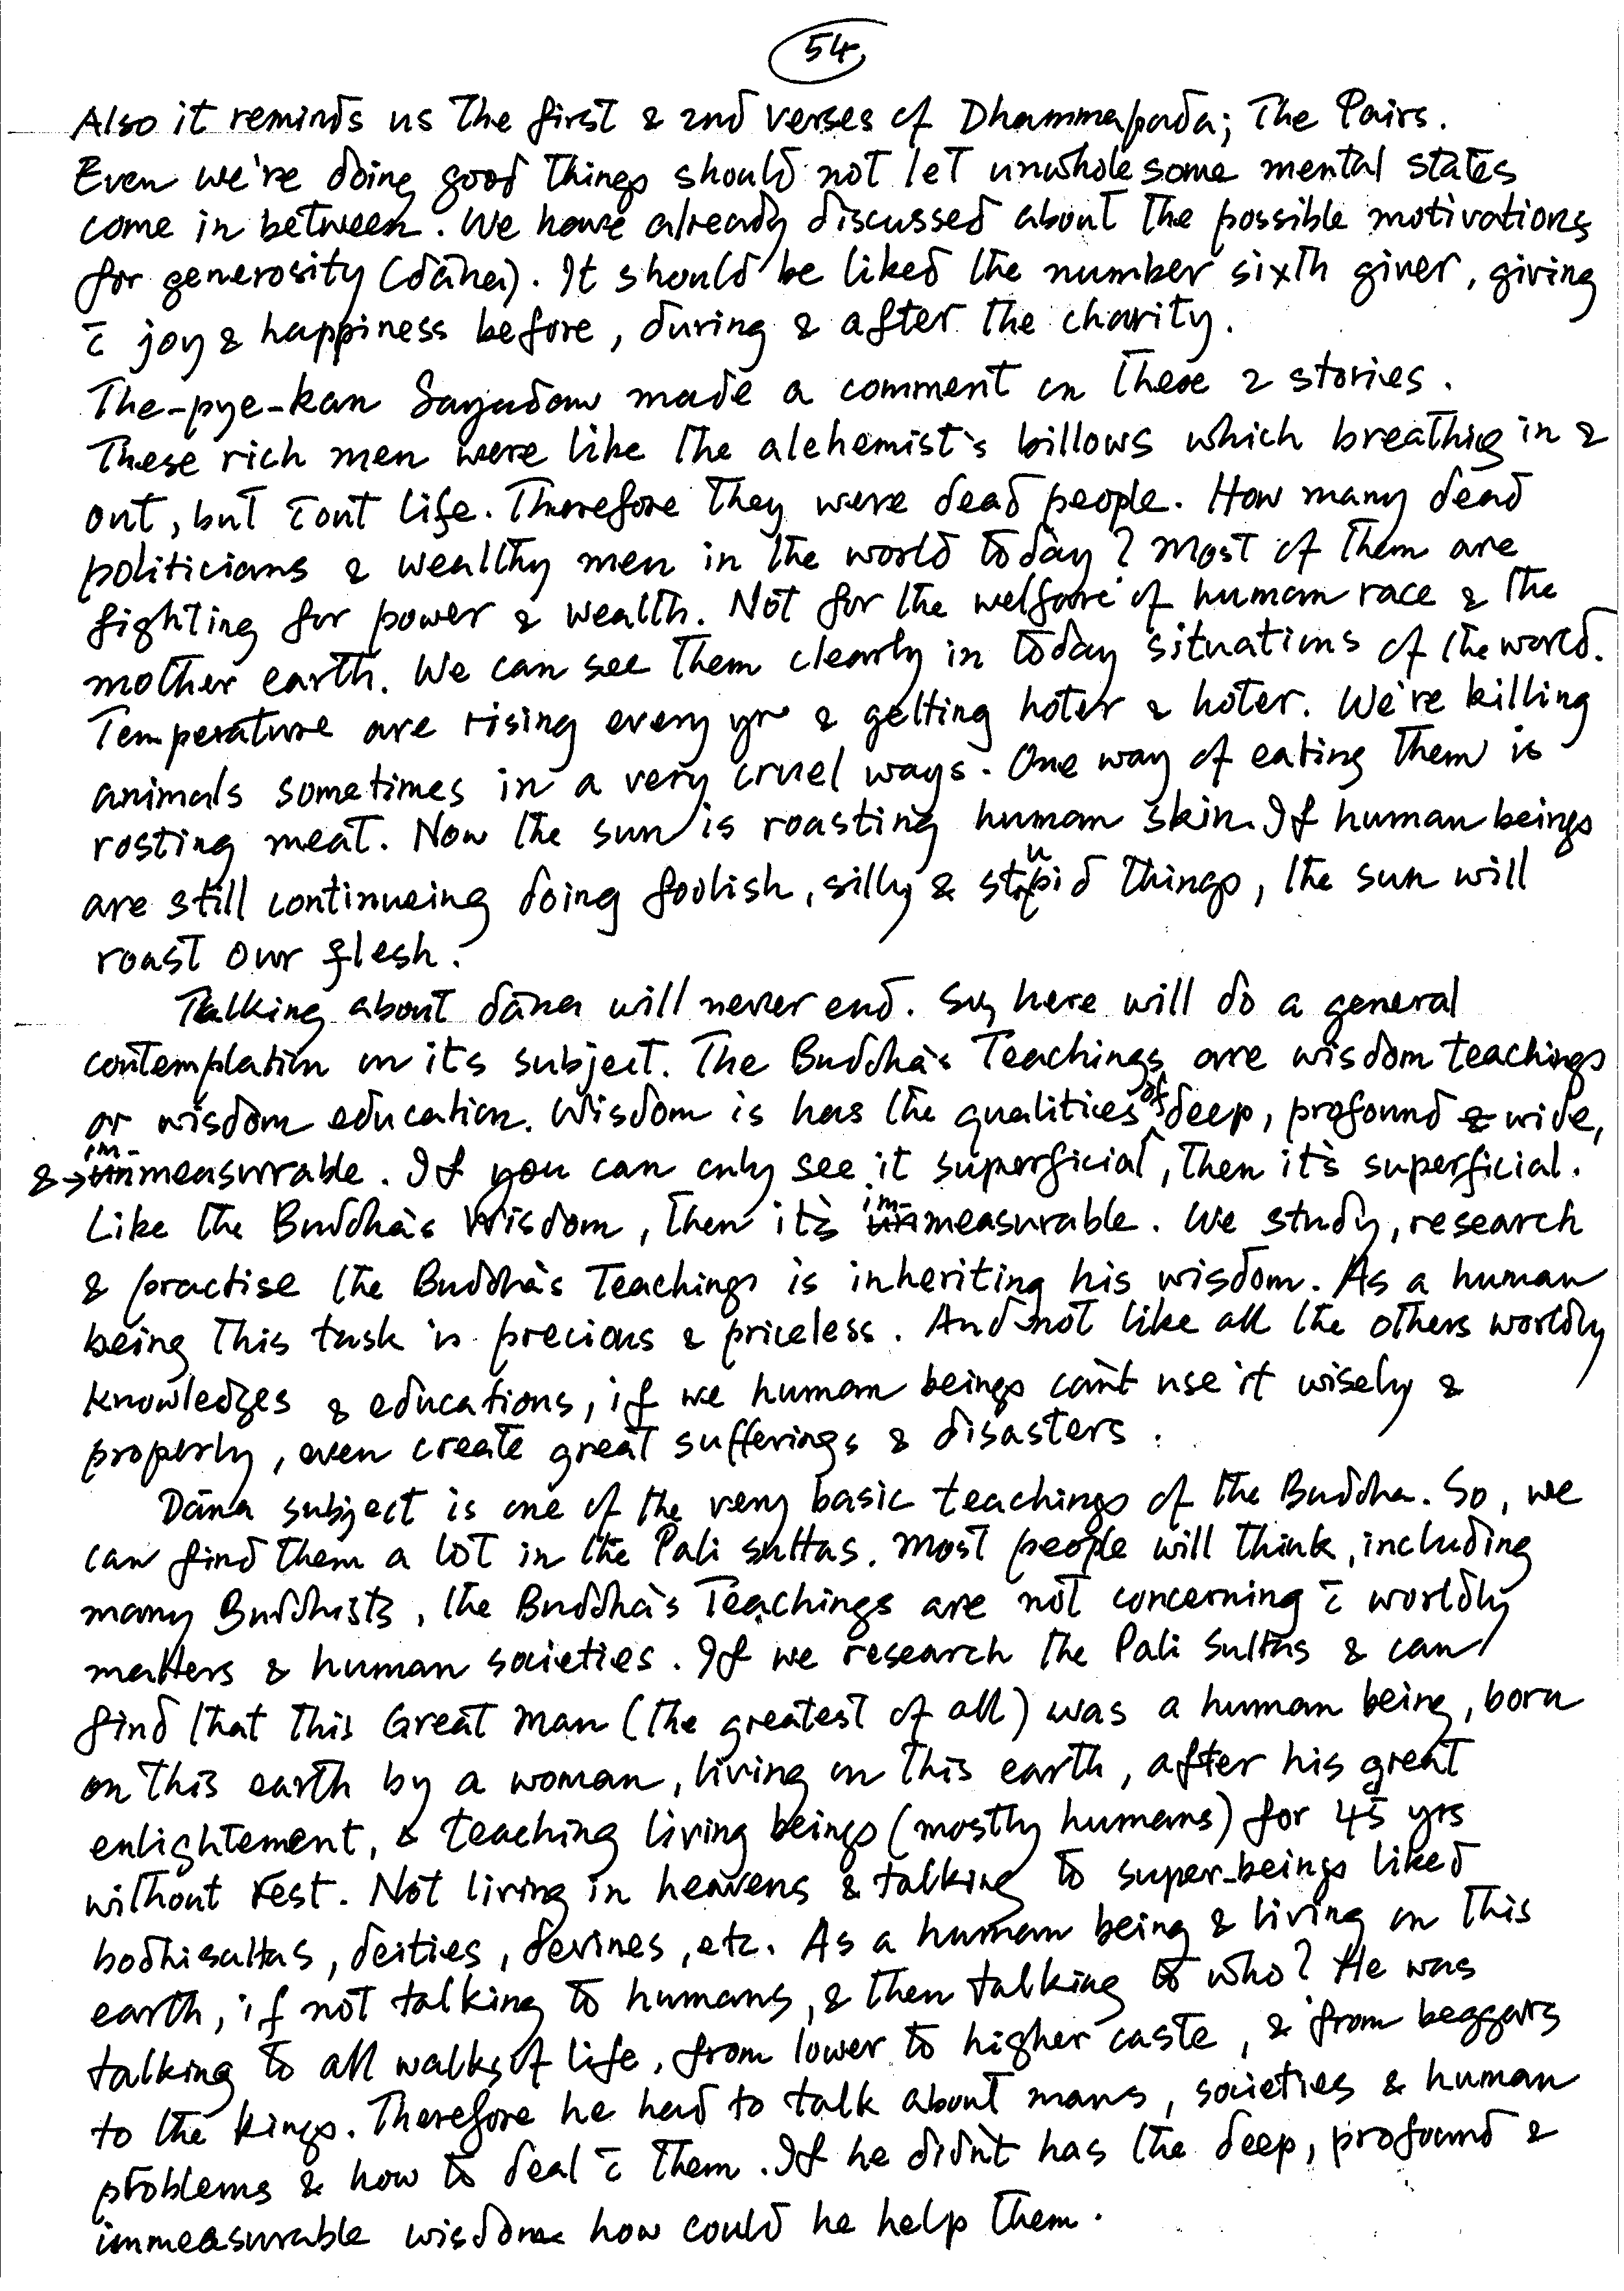 54
Also it reminds us the first & 2nd verses of Dhammapada; The Pairs.
Even we're doing good things should not let unwholesome mental states
come in between. We have already discussed about the possible motivations
for generosity (dāna). It should be liked the number sixth giver, giving
c̄ joy & happiness before, during & after the charity.
The-pye-kan Sayadow made a comment on these 2 stories.
These rich men were like the alehemist's billows which breathig in &
out, but c̄out life. Therefore they were dead people. How many dead
politicians & wealthy men in the world today? Most of them are
fighting for power & wealth. Not for the welfare of human race & the
mother earth. We can see them clearly in today situations of the world.
Temperature are rising every yr & getting hoter & hoter. We're killing
animals sometimes in a very cruel ways. One way of eating them is
rosting meat. Now the sun is roasting human skin. If human beings
are still continueing doing foolish, silly & stupid things, the sun will
roast our flesh.
Talking about dāna will never end. So, here will do a general
contemplation on its subject. The Buddha's Teachings are wisdom teachings
or wisdom education. Wisdom is has the qualities of deep, profound & wide,
& → immeasurable. If you can only see it superficial, then it's superficial.
Like the Buddha's Wisdom, then it's immeasurable. We study, research
& practise the Buddha's Teachings is inheriting his wisdom. As a human
being this task is precious & priceless. And not like all the others worldly
knowledges & educations, if we human beings can't use it wisely &
properly, even create great sufferings & disasters.
Dāna subject is one of the very basic teachings of the Buddha. So, we
can find them a lot in the Pali suttas. Most people will think, including
many Buddhists, the Buddha's Teachings are not concerning c̄ worldly
matters & human societies. If we research the Pali Suttas & can
find that this Great Man (the greatest of all) was a human being, born
on this earth by a woman, living on this earth, after his great
enlightement, & teaching living beings (mostly humans) for 45 yrs
without rest. Not living in heavens & talking to super-beings liked
bodhisattas, deities, devines, etc. As a human being & living on this
earth, if not talking to humans, & then talking to who? He was
talking to all walks of life, from lower to higher caste, & from beggars
to the kings. Therefore he had to talk about mans, societies & human
problems & how to deal c̄ them. If he didn't has the deep, profound &
immeasurable wisdom how could he help them.